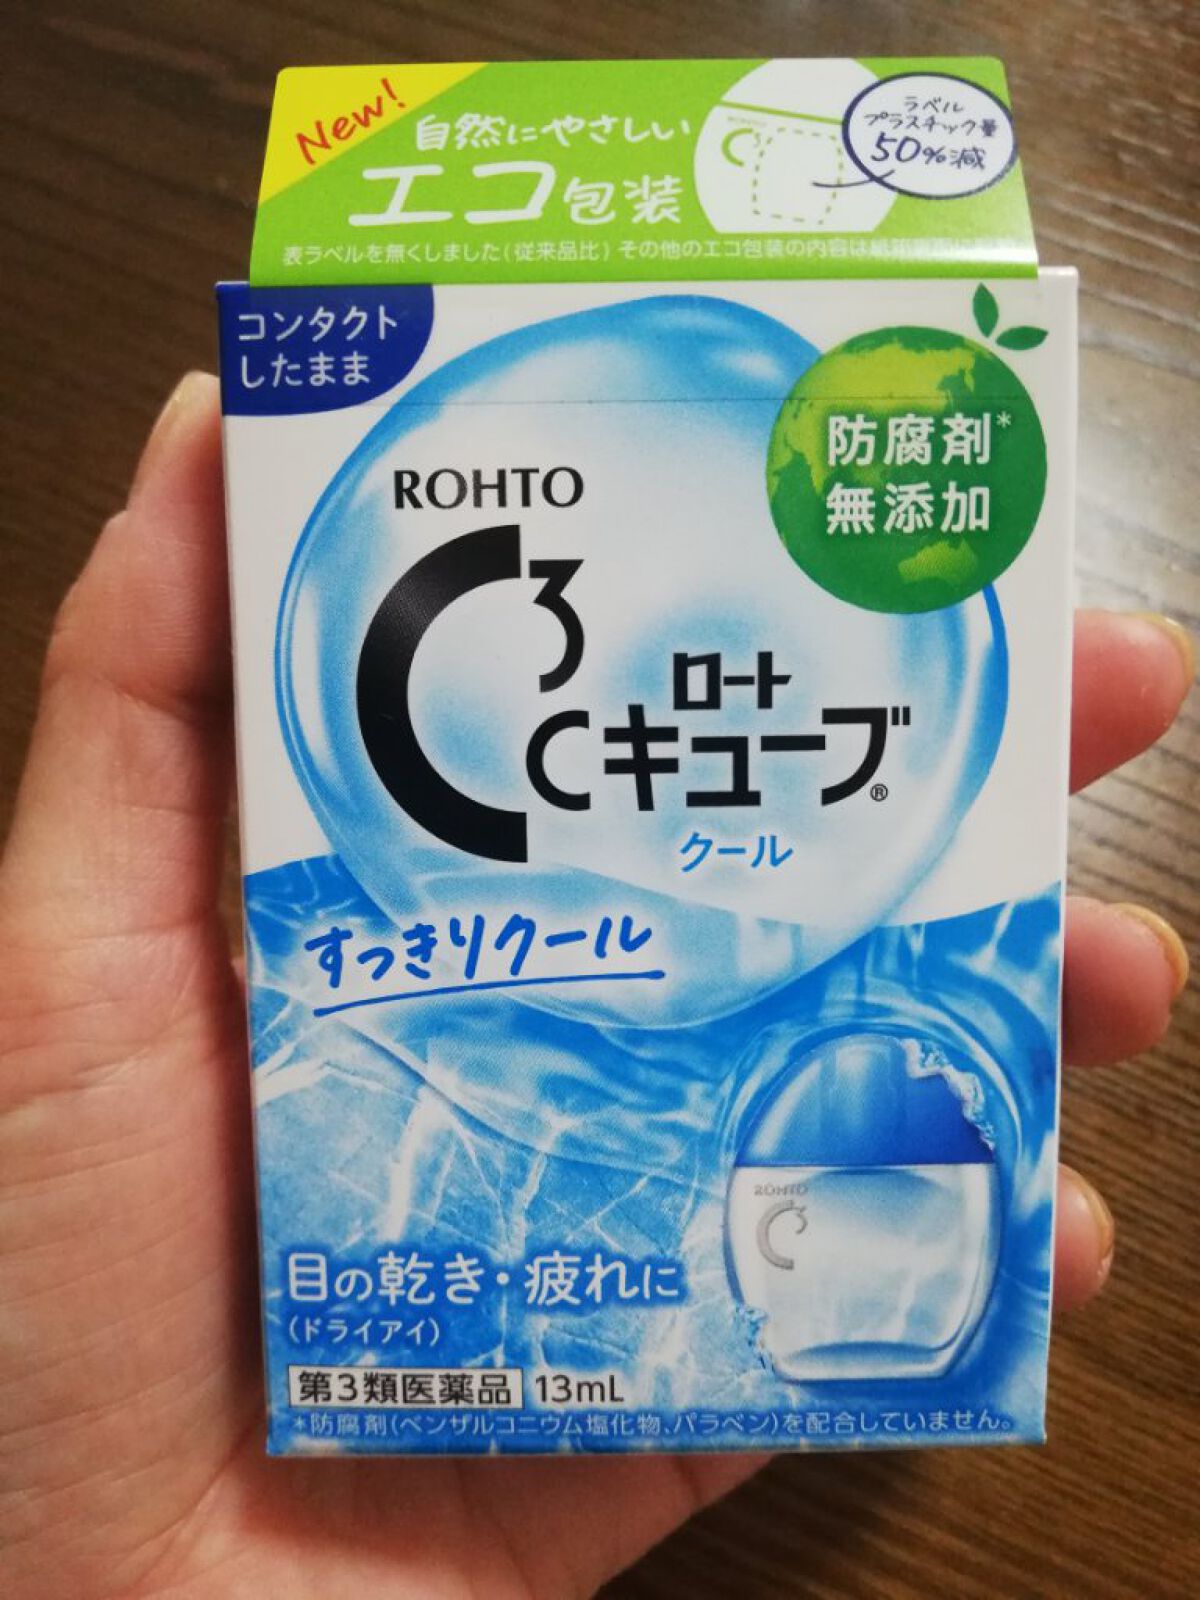 New!
自然にやさしい
エコ包装
ラベル
プラスチック量
50%減
表ラベルを無くしました(従来品比) その他のエコ包装の内容は
コンタクト
したまま
防腐剤*
無添加
ROHTO
C3
ロート
Cキューブ®
クール
すっきりクール
ROHTO
C3
目の乾き・疲れに
(ドライアイ)
第3類医薬品 13mL
*防腐剤(ベンザルコニウム塩化物、パラベン)を配合していません。